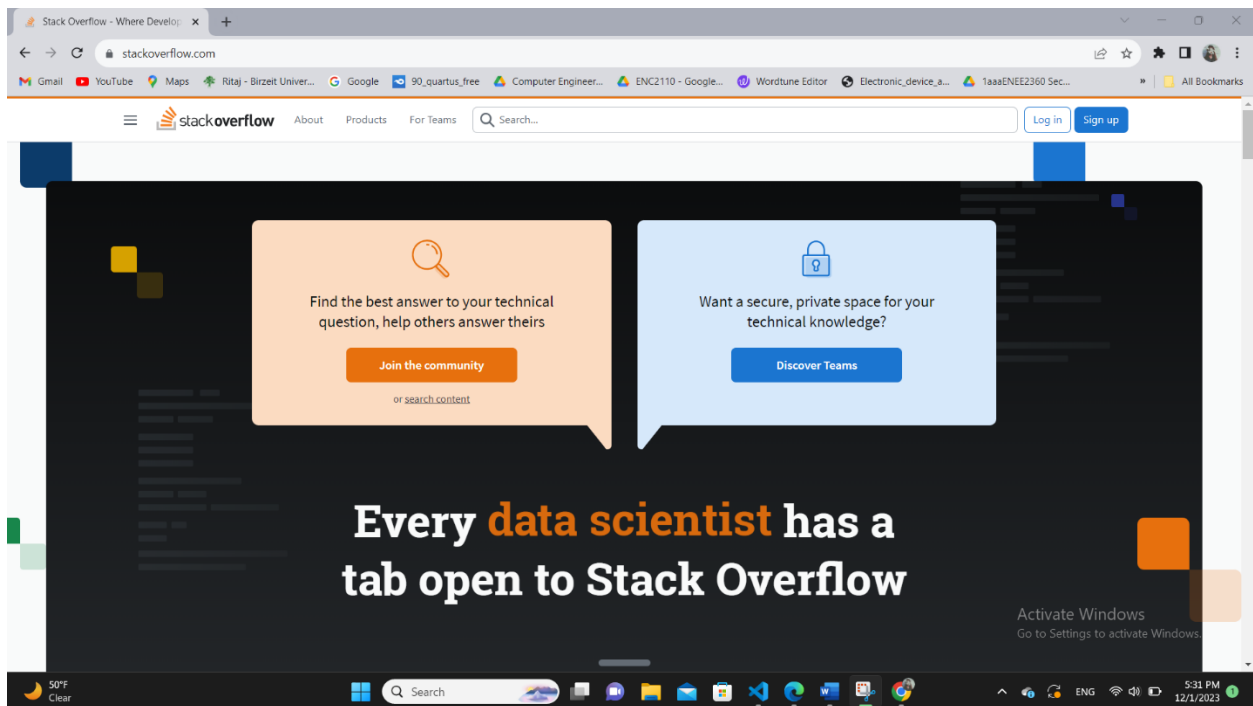 Stack Overflow - Where Develop
stackoverflow.com
Gmail YouTube Maps Ritaj - Birzeit Univer... Google 90_quartus_free Computer Engineer... ENC2110 - Google... Wordtune Editor Electronic_device_a... 1aaaENEE2360 Sec... » All Bookmarks
stackoverflow About Products For Teams Search... Log in Sign up
Find the best answer to your technical
question, help others answer theirs
Join the community
or search content
Want a secure, private space for your
technical knowledge?
Discover Teams
Every data scientist has a
tab open to Stack Overflow
Activate Windows
Go to Settings to activate Windows.
50°F
Clear
Search
ENG
5:31 PM
12/1/2023
1